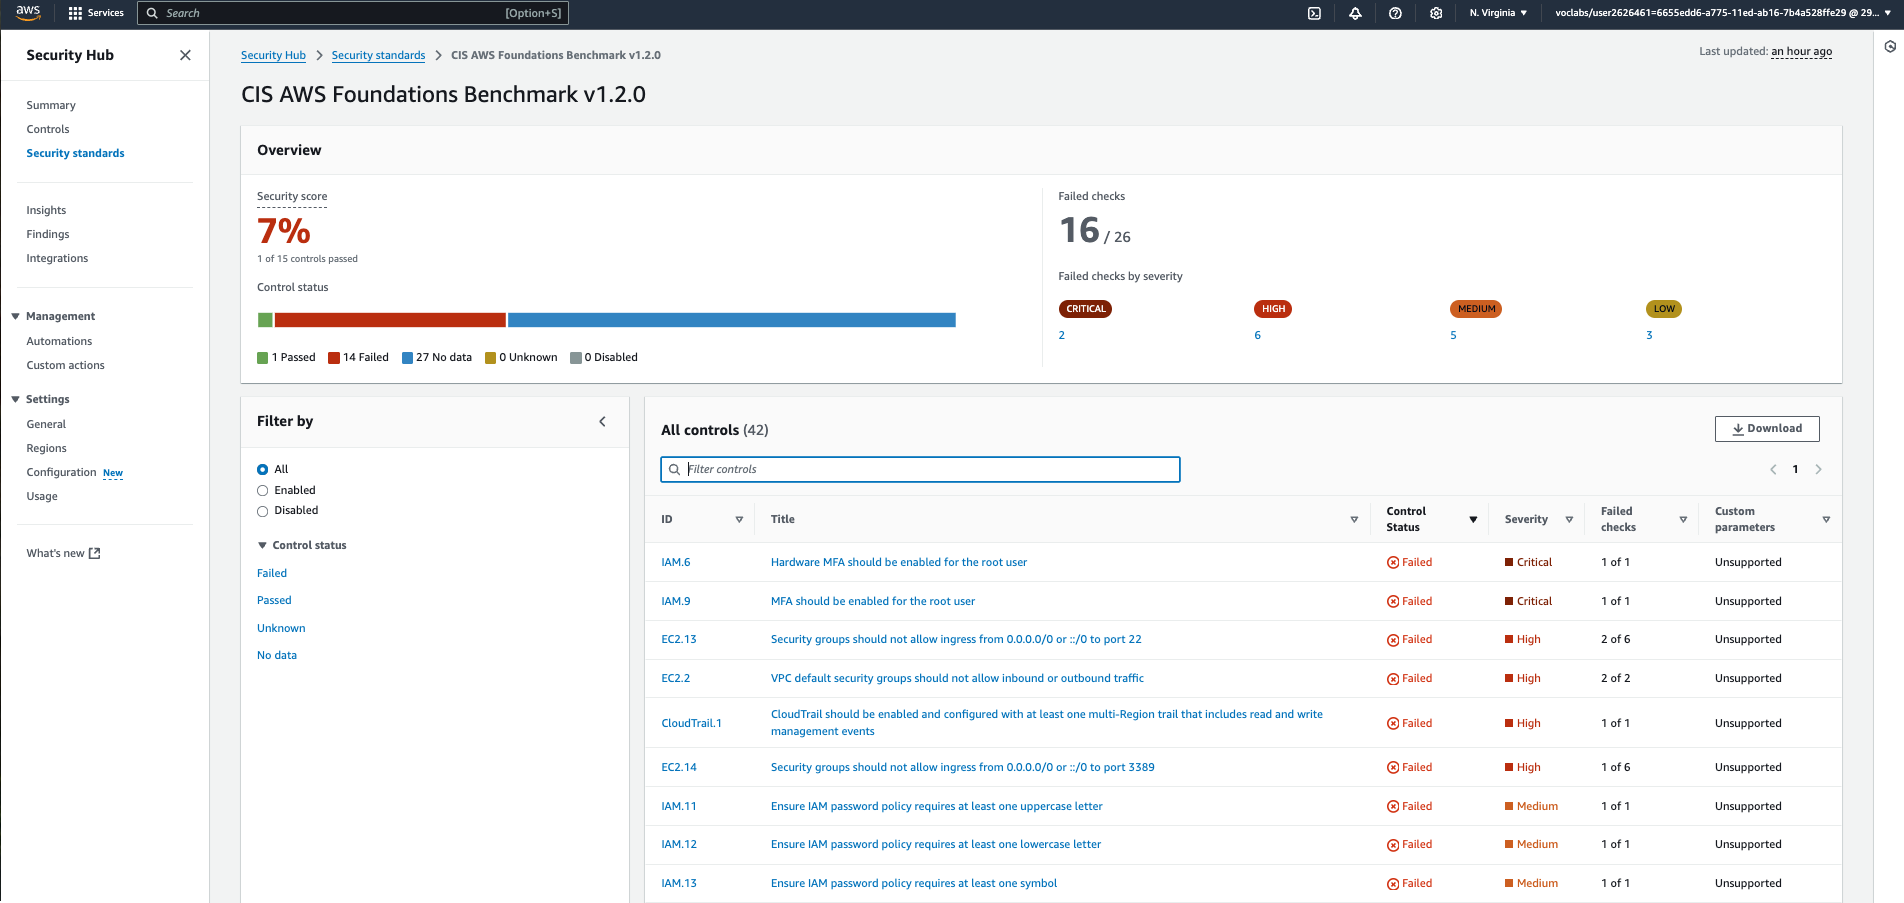 aws
Services
Search
[Option+S]
N. Virginia
voclabs/user2626461=6655edd6-a775-11ed-ab16-7b4a528ffe29 @ 29...
Security Hub
Summary
Controls
Security standards
Insights
Findings
Integrations
Management
Automations
Custom actions
Settings
General
Regions
Configuration New
Usage
What's new
Security Hub > Security standards > CIS AWS Foundations Benchmark v1.2.0
Last updated: an hour ago
CIS AWS Foundations Benchmark v1.2.0
Overview
Security score
7%
1 of 15 controls passed
Control status
1 Passed 14 Failed 27 No data 0 Unknown 0 Disabled
Failed checks
16 / 26
Failed checks by severity
CRITICAL HIGH MEDIUM LOW
2 6 5 3
Filter by
All
Enabled
Disabled
Control status
Failed
Passed
Unknown
No data
All controls (42)
Download
Filter controls
1
ID Title Control Status Severity Failed checks Custom parameters
IAM.6 Hardware MFA should be enabled for the root user Failed Critical 1 of 1 Unsupported
IAM.9 MFA should be enabled for the root user Failed Critical 1 of 1 Unsupported
EC2.13 Security groups should not allow ingress from 0.0.0.0/0 or ::/0 to port 22 Failed High 2 of 6 Unsupported
EC2.2 VPC default security groups should not allow inbound or outbound traffic Failed High 2 of 2 Unsupported
CloudTrail.1 CloudTrail should be enabled and configured with at least one multi-Region trail that includes read and write management events Failed High 1 of 1 Unsupported
EC2.14 Security groups should not allow ingress from 0.0.0.0/0 or ::/0 to port 3389 Failed High 1 of 6 Unsupported
IAM.11 Ensure IAM password policy requires at least one uppercase letter Failed Medium 1 of 1 Unsupported
IAM.12 Ensure IAM password policy requires at least one lowercase letter Failed Medium 1 of 1 Unsupported
IAM.13 Ensure IAM password policy requires at least one symbol Failed Medium 1 of 1 Unsupported